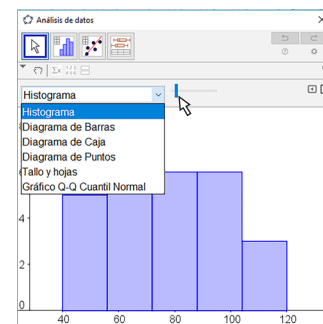 Análisis de datos
Histograma
Histograma
Diagrama de Barras
Diagrama de Caja
Diagrama de Puntos
Tallo y hojas
Gráfico Q-Q Cuantil Normal
4
2
0
40
60
80
100
120